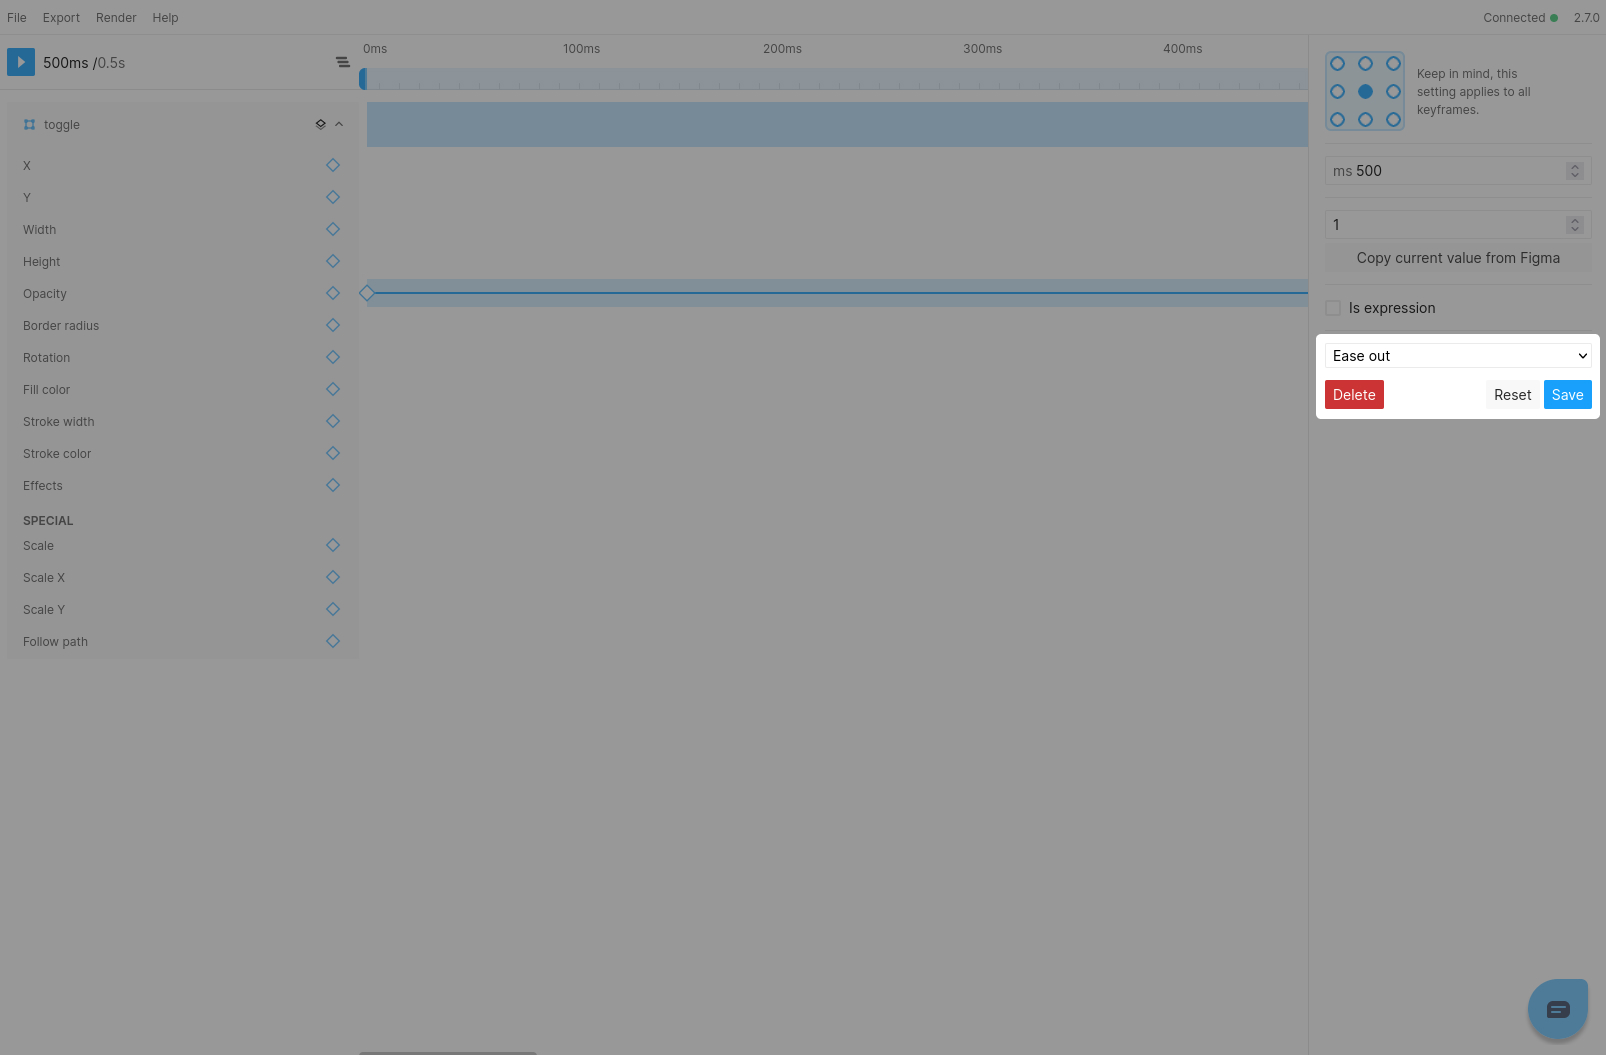 File Export Render Help Connected 2.7.0
500ms /0.5s
0ms 100ms 200ms 300ms 400ms
toggle
X
Y
Width
Height
Opacity
Border radius
Rotation
Fill color
Stroke width
Stroke color
Effects
SPECIAL
Scale
Scale X
Scale Y
Follow path
Keep in mind, this
setting applies to all
keyframes.
ms 500
1
Copy current value from Figma
Is expression
Ease out
Delete Reset Save